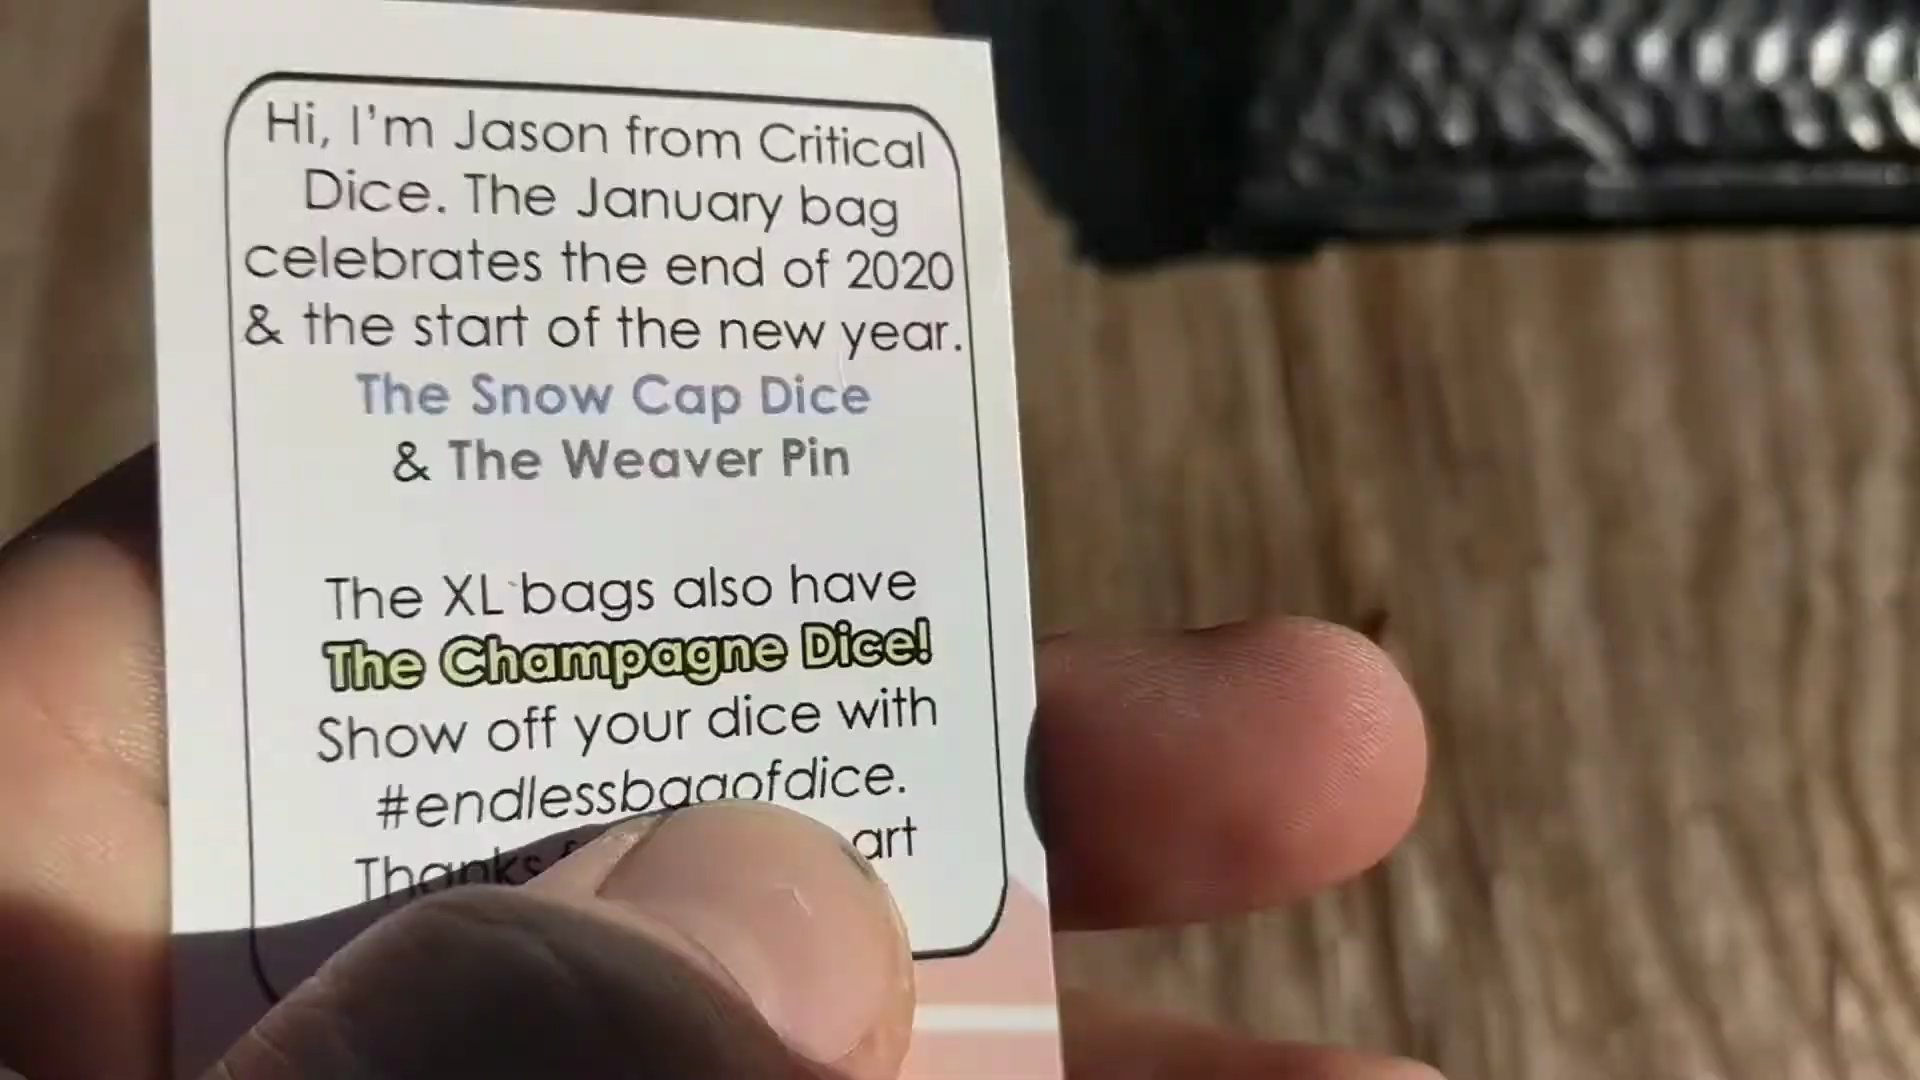 Hi, I'm Jason from Critical
Dice. The January bag
celebrates the end of 2020
& the start of the new year.
The Snow Cap Dice
& The Weaver Pin
The XL bags also have
The Champagne Dice!
Show off your dice with
#endlessbagofdice.
Thanks art